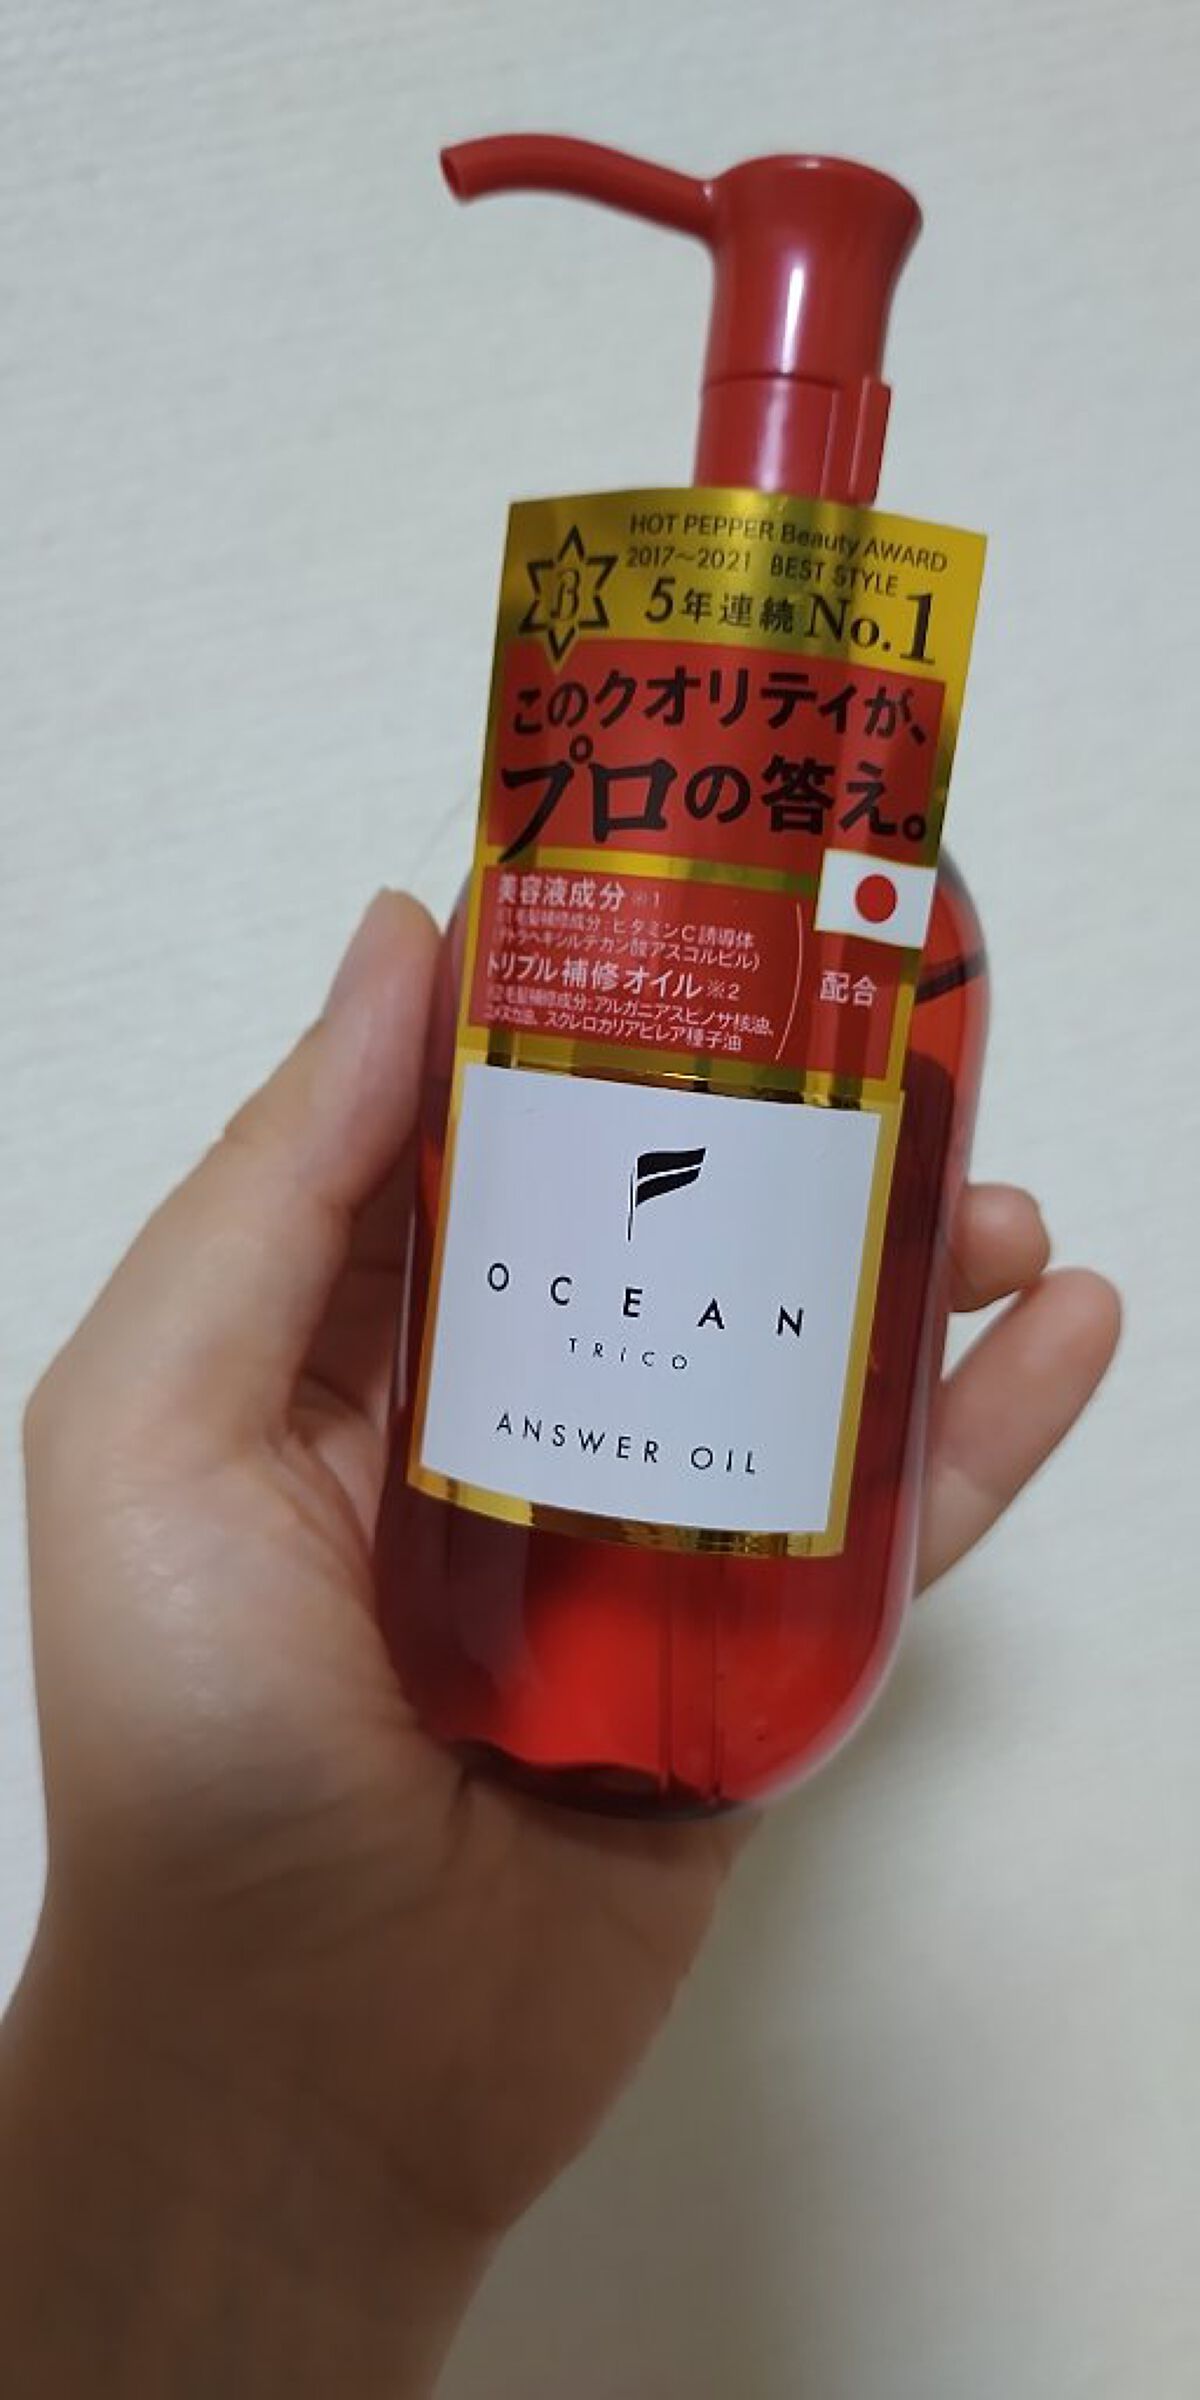 HOT PEPPER Beauty AWARD
2017～2021 BEST STYLE
B
5年連続 No.1
このクオリティが、
プロの答え。
美容液成分※1
※1毛髪補修成分：ビタミンC誘導体
(テトラヘキシルデカン酸アスコルビル)
トリプル補修オイル※2
※2毛髪補修成分：アルガニアスピノサ核油、
ユメヌカ油、スクレロカリアビレア種子油
配合
OCEAN
TRiCO
ANSWER OIL